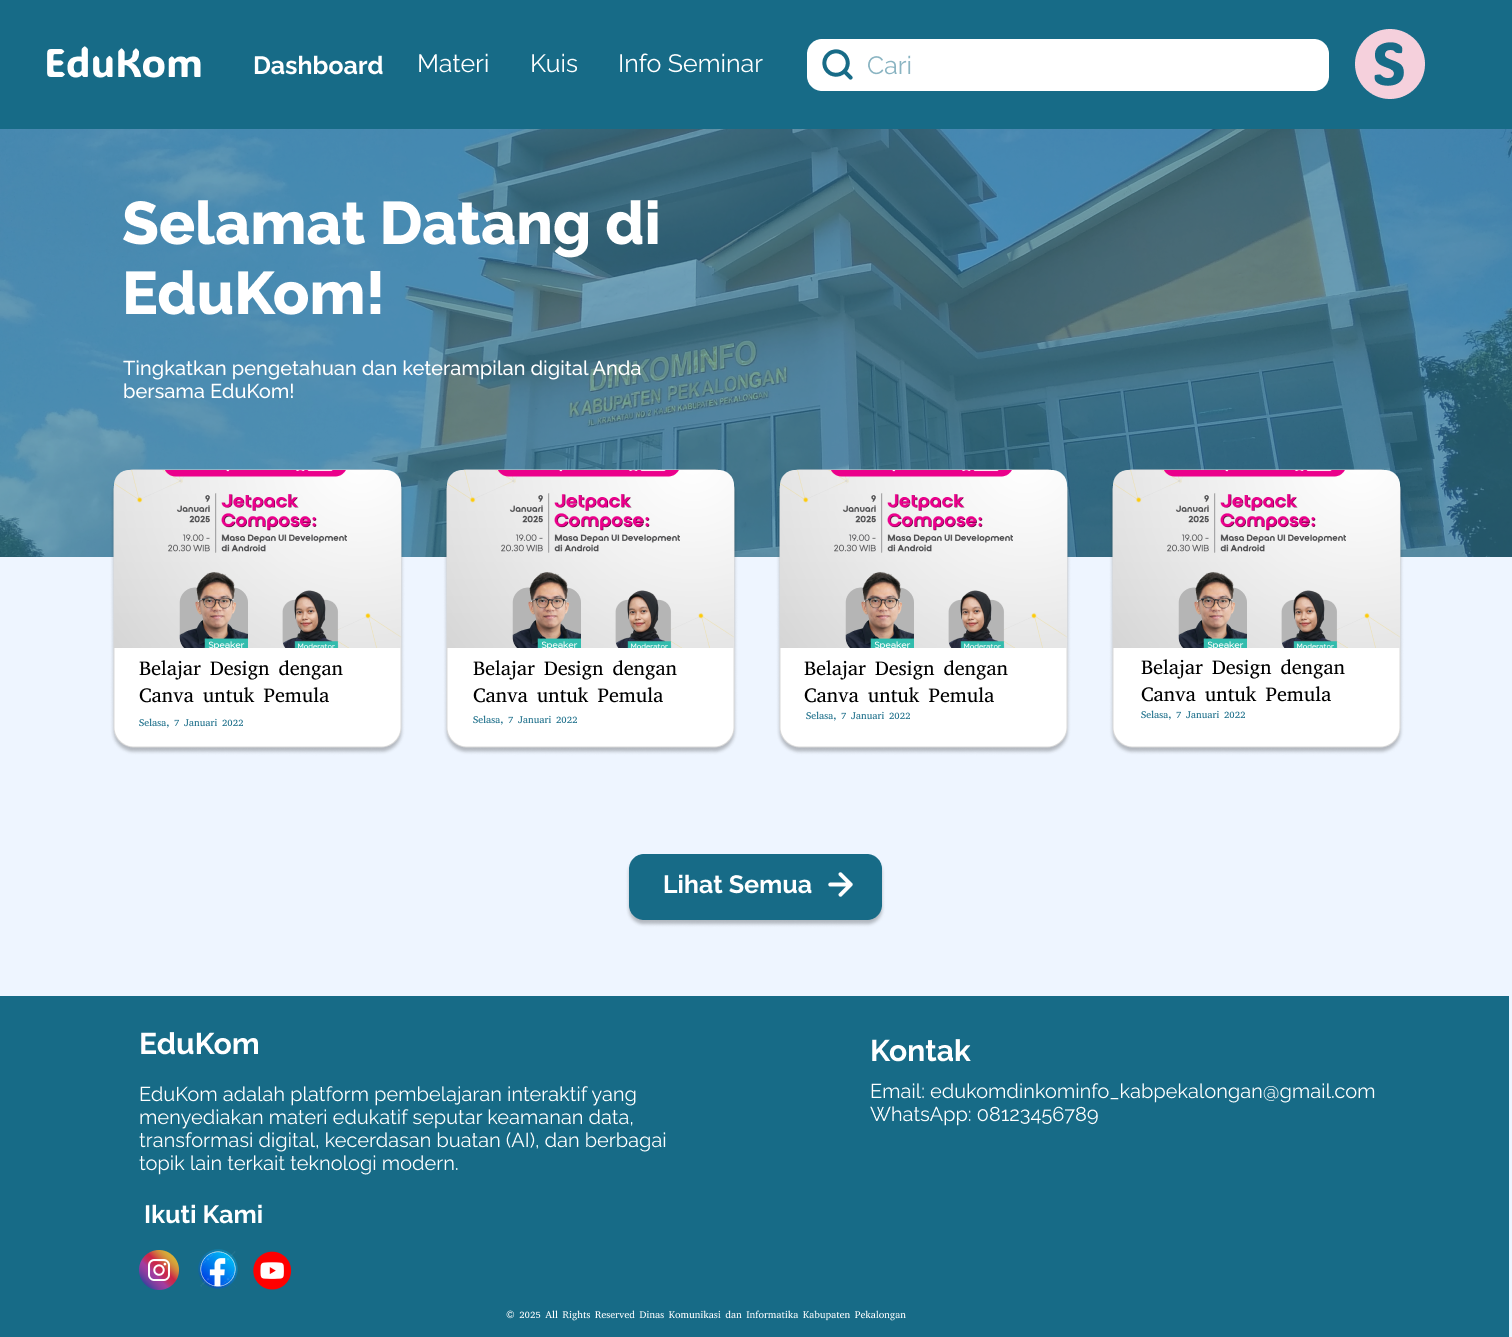 EduKom
Dashboard
Materi
Kuis
Info Seminar
Cari
S
Selamat Datang di
EduKom!
Tingkatkan pengetahuan dan keterampilan digital Anda
bersama EduKom!
DINKOMINFO
KABUPATEN PEKALONGAN
9
Januari
2025
Jetpack
Compose:
19.00 -
20.30 WIB
Masa Depan UI Development
di Android
Speaker
Moderator
Belajar Design dengan
Canva untuk Pemula
Selasa, 7 Januari 2022
9
Januari
2025
Jetpack
Compose:
19.00 -
20.30 WIB
Masa Depan UI Development
di Android
Speaker
Moderator
Belajar Design dengan
Canva untuk Pemula
Selasa, 7 Januari 2022
9
Januari
2025
Jetpack
Compose:
19.00 -
20.30 WIB
Masa Depan UI Development
di Android
Speaker
Moderator
Belajar Design dengan
Canva untuk Pemula
Selasa, 7 Januari 2022
9
Januari
2025
Jetpack
Compose:
19.00 -
20.30 WIB
Masa Depan UI Development
di Android
Speaker
Moderator
Belajar Design dengan
Canva untuk Pemula
Selasa, 7 Januari 2022
Lihat Semua
EduKom
EduKom adalah platform pembelajaran interaktif yang
menyediakan materi edukatif seputar keamanan data,
transformasi digital, kecerdasan buatan (AI), dan berbagai
topik lain terkait teknologi modern.
Ikuti Kami
Kontak
Email: edukomdinkominfo_kabpekalongan@gmail.com
WhatsApp: 08123456789
© 2025 All Rights Reserved Dinas Komunikasi dan Informatika Kabupaten Pekalongan